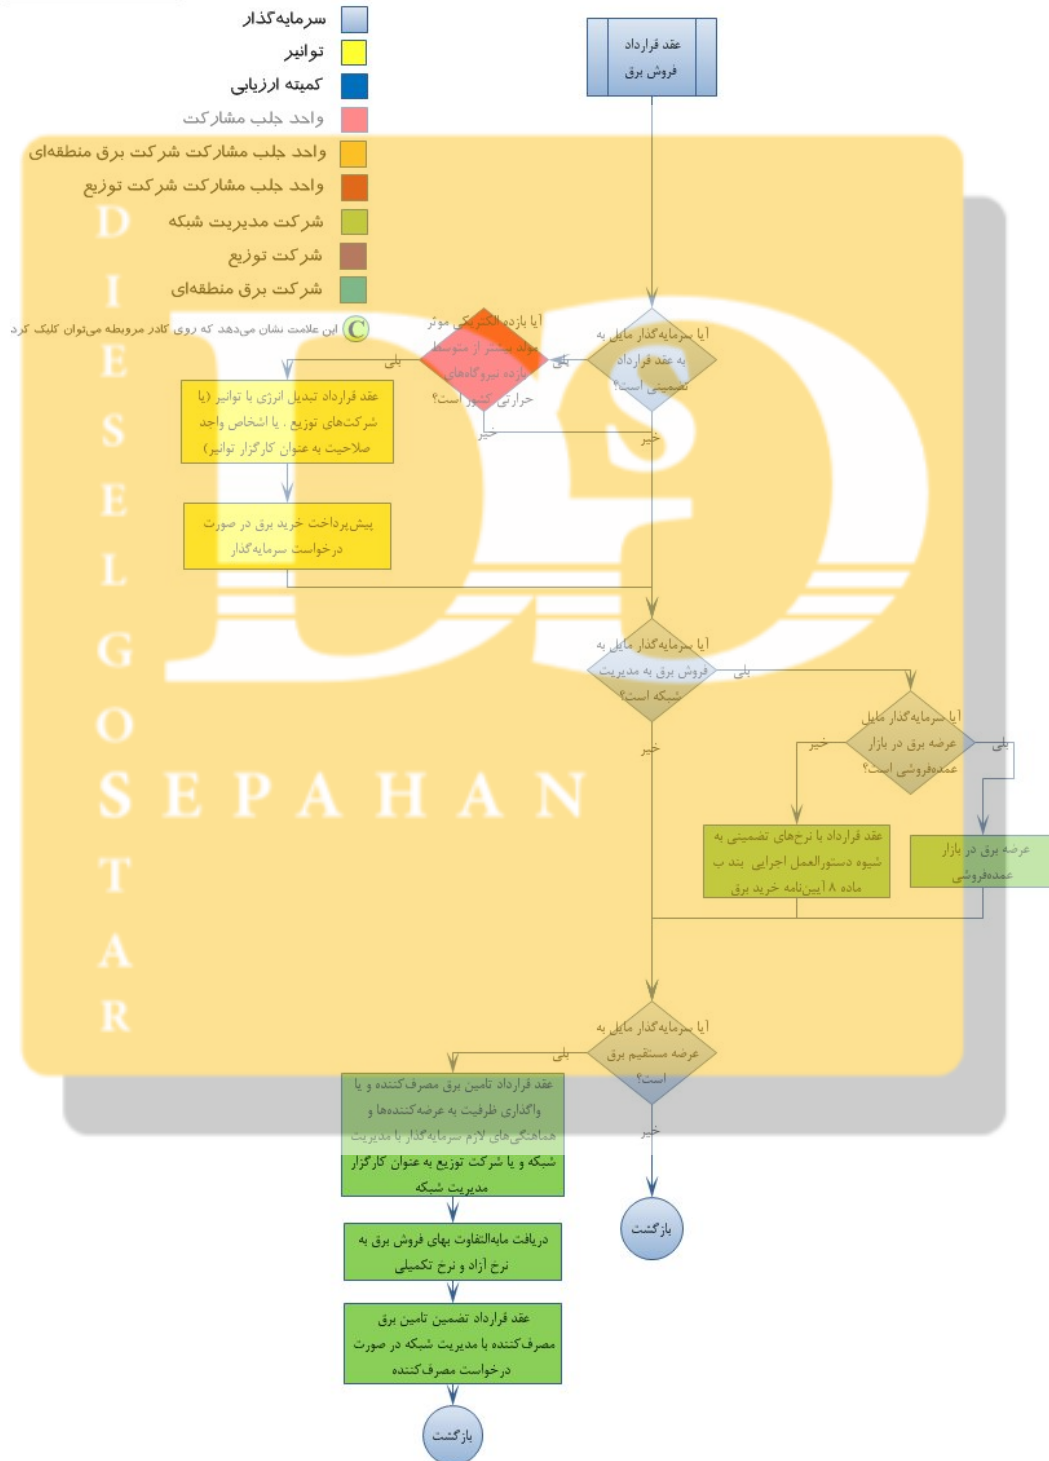 سرمایه‌گذار
توانیر
کمیته ارزیابی
واحد جلب مشارکت
واحد جلب مشارکت شرکت برق منطقه‌ای
واحد جلب مشارکت شرکت توزیع
شرکت مدیریت شبکه
شرکت توزیع
شرکت برق منطقه‌ای
این علامت نشان می‌دهد که روی کادر مروبطه می‌توان کلیک کرد
C
عقد قرارداد
فروش برق
آیا سرمایه‌گذار مایل به
به عقد قرارداد
تضمینی است؟
بلی
خیر
آیا بازده الکتریکی موثر
مولد بیشتر از متوسط
بازده نیروگاه‌های
حرارتی کشور است؟
بلی
خیر
عقد قرارداد تبدیل انرژی با توانیر (یا
شرکت‌های توزیع ، یا اشخاص واجد
صلاحیت به عنوان کارگزار توانیر)
پیش‌پرداخت خرید برق در صورت
درخواست سرمایه‌گذار
آیا سرمایه‌گذار مایل به
فروش برق به مدیریت
شبکه است؟
بلی
خیر
آیا سرمایه‌گذار مایل
عرضه برق در بازار
عمده‌فروشی است؟
بلی
خیر
عرضه برق در بازار
عمده‌فروشی
عقد قرارداد با نرخ‌های تضمینی به
شیوه دستورالعمل اجرایی بند ب
ماده ۸ آیین‌نامه خرید برق
آیا سرمایه‌گذار مایل به
عرضه مستقیم برق
است؟
بلی
خیر
عقد قرارداد تامین برق مصرف‌کننده و یا
واگذاری ظرفیت به عرضه‌کننده‌ها و
هماهنگی‌های لازم سرمایه‌گذار با مدیریت
شبکه و یا شرکت توزیع به عنوان کارگزار
مدیریت شبکه
بازگشت
دریافت مابه‌التفاوت بهای فروش برق به
نرخ آزاد و نرخ تکمیلی
عقد قرارداد تضمین تامین برق
مصرف‌کننده با مدیریت شبکه در صورت
درخواست مصرف‌کننده
بازگشت
DIESELGOSTAR
SEPAHAN
DSG